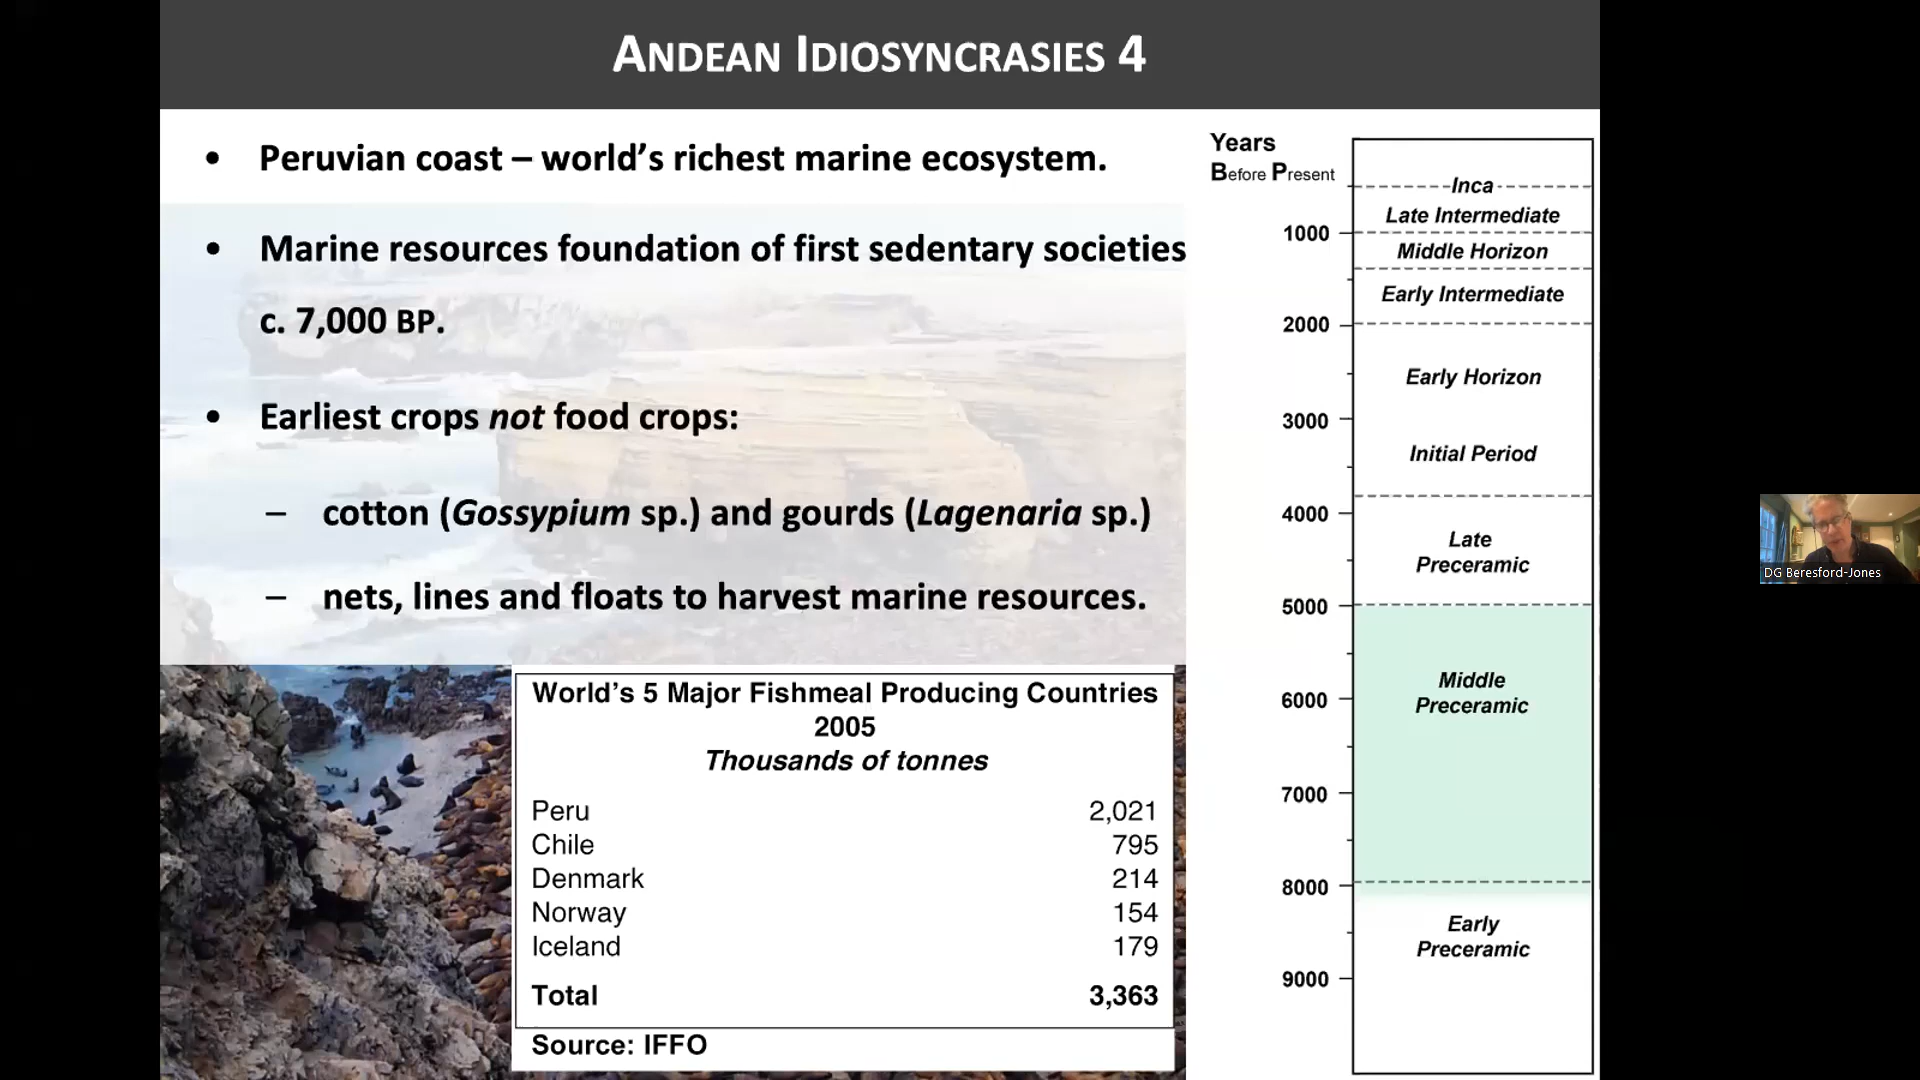 ANDEAN IDIOSYNCRASIES 4
• Peruvian coast – world’s richest marine ecosystem.
• Marine resources foundation of first sedentary societies
c. 7,000 BP.
• Earliest crops not food crops:
– cotton (Gossypium sp.) and gourds (Lagenaria sp.)
– nets, lines and floats to harvest marine resources.
World’s 5 Major Fishmeal Producing Countries
2005
Thousands of tonnes
Peru 2,021
Chile 795
Denmark 214
Norway 154
Iceland 179
Total 3,363
Source: IFFO
Years
Before Present
Inca
Late Intermediate
1000
Middle Horizon
Early Intermediate
2000
Early Horizon
3000
Initial Period
4000
Late
Preceramic
5000
Middle
Preceramic
6000
7000
8000
Early
Preceramic
9000
DG Beresford-Jones